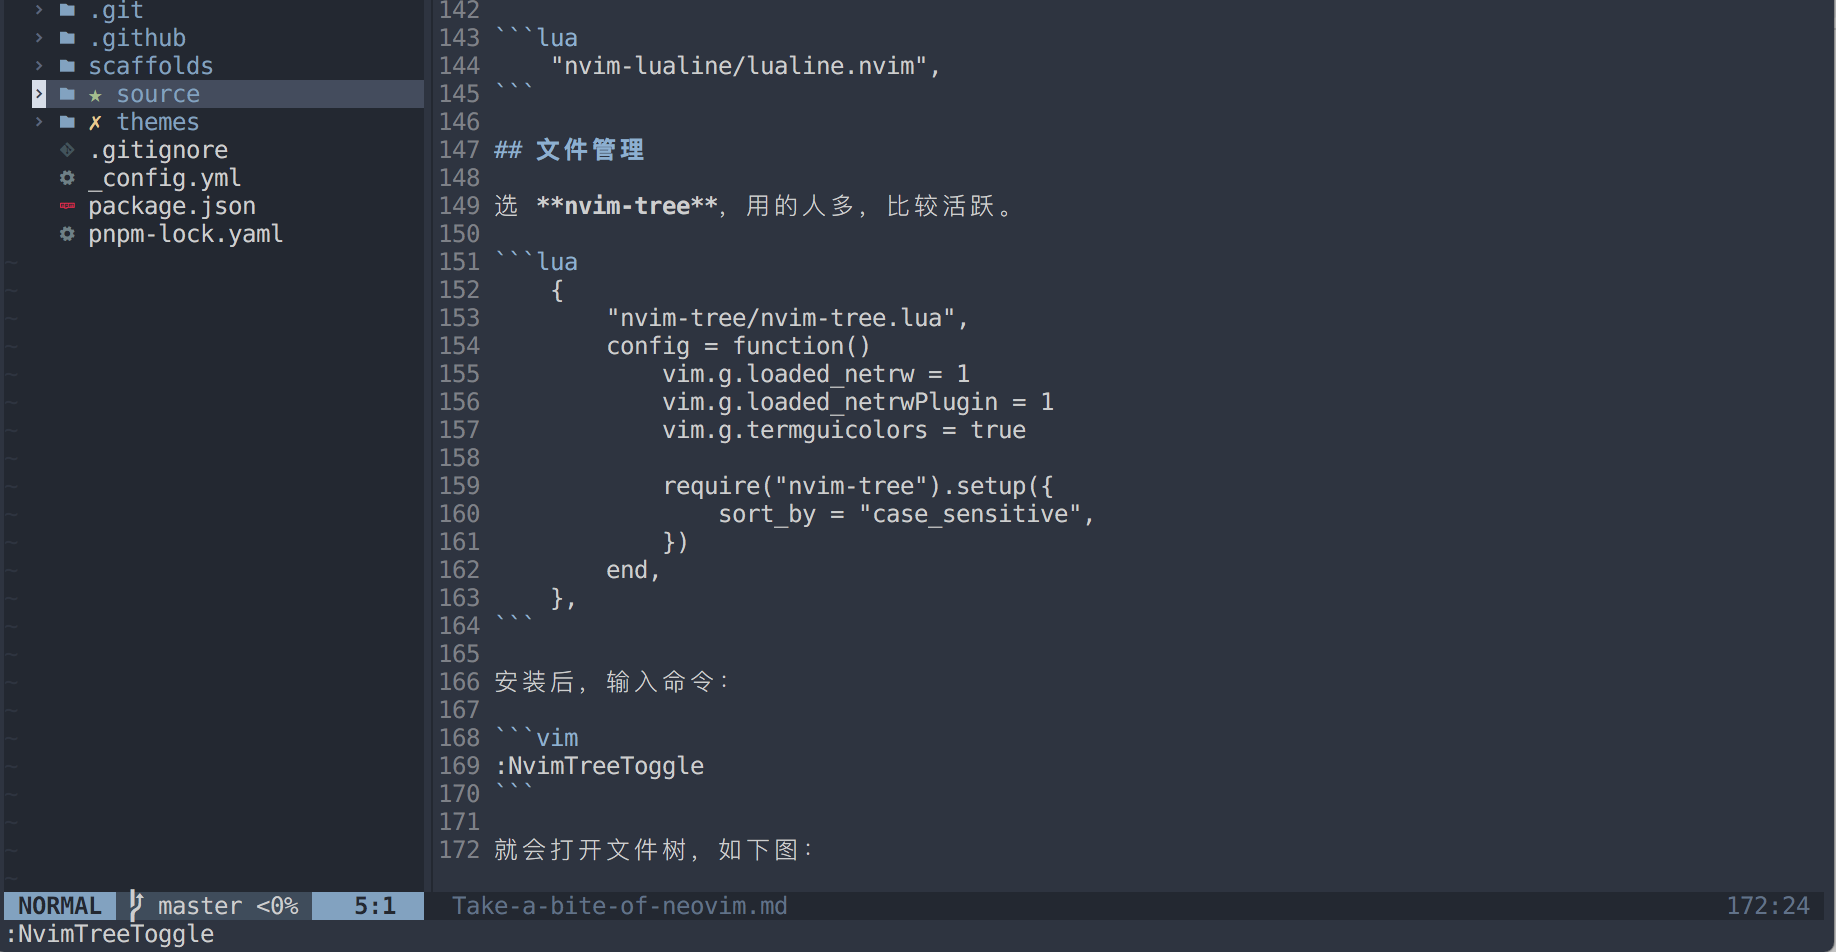 .git
.github
scaffolds
★ source
✗ themes
.gitignore
_config.yml
package.json
pnpm-lock.yaml
142
143 ```lua
144     "nvim-lualine/lualine.nvim",
145 ```
146
147 ## 文件管理
148
149 选 **nvim-tree**，用的人多，比较活跃。
150
151 ```lua
152     {
153         "nvim-tree/nvim-tree.lua",
154         config = function()
155             vim.g.loaded_netrw = 1
156             vim.g.loaded_netrwPlugin = 1
157             vim.g.termguicolors = true
158
159             require("nvim-tree").setup({
160                 sort_by = "case_sensitive",
161             })
162         end,
163     },
164 ```
165
166 安装后，输入命令：
167
168 ```vim
169 :NvimTreeToggle
170 ```
171
172 就会打开文件树，如下图：
NORMAL master <0% 5:1 Take-a-bite-of-neovim.md 172:24
:NvimTreeToggle